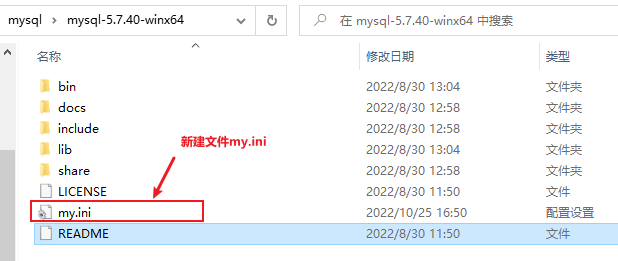 mysql > mysql-5.7.40-winx64
在 mysql-5.7.40-winx64 中搜索
名称 修改日期 类型
bin 2022/8/30 13:04 文件夹
docs 2022/8/30 12:58 文件夹
新建文件my.ini
include 2022/8/30 12:58 文件夹
lib 2022/8/30 13:04 文件夹
share 2022/8/30 12:58 文件夹
LICENSE 2022/8/30 11:50 文件
my.ini 2022/10/25 16:50 配置设置
README 2022/8/30 11:50 文件